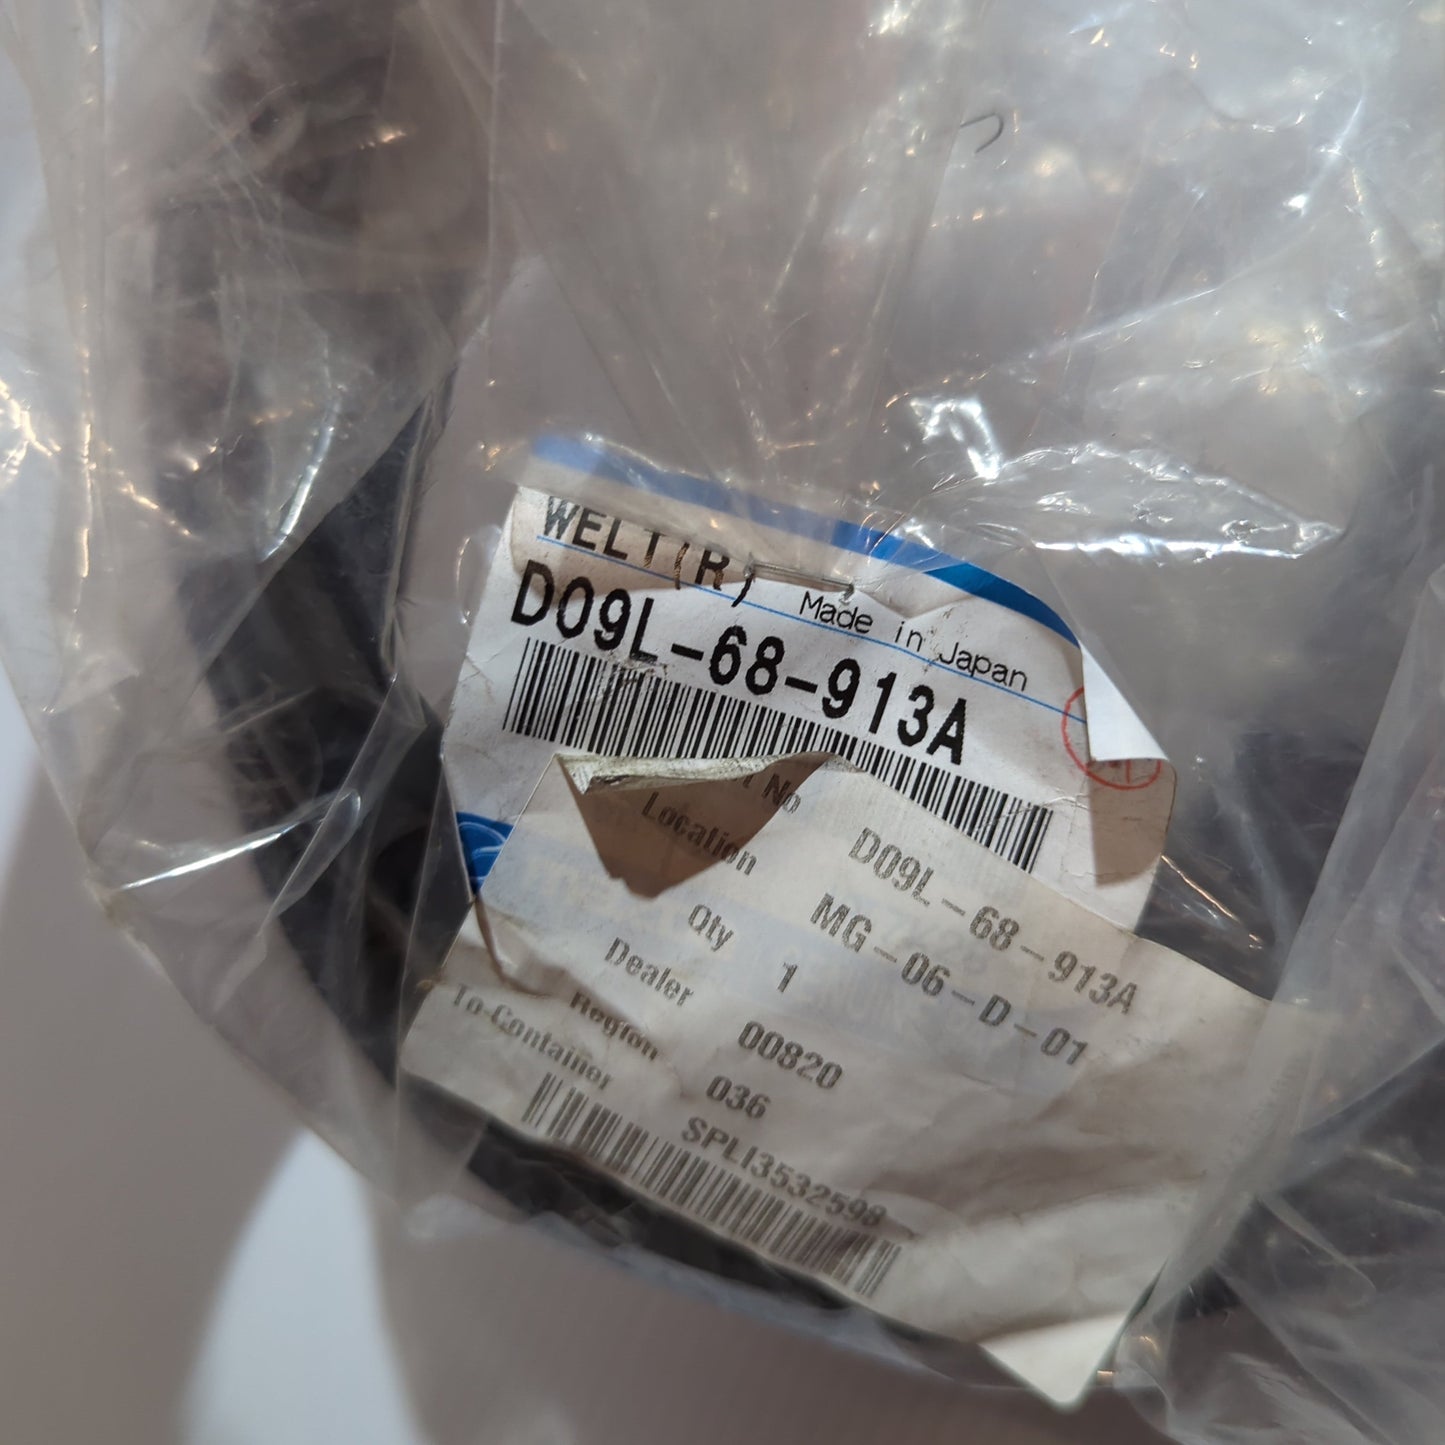 WELT(R)
Made in Japan
D09L-68-913A
No D09L-68-913A
Location MG-06-D-01
Qty 1
Dealer 00820
Region 036
To-Container SPLI3532598